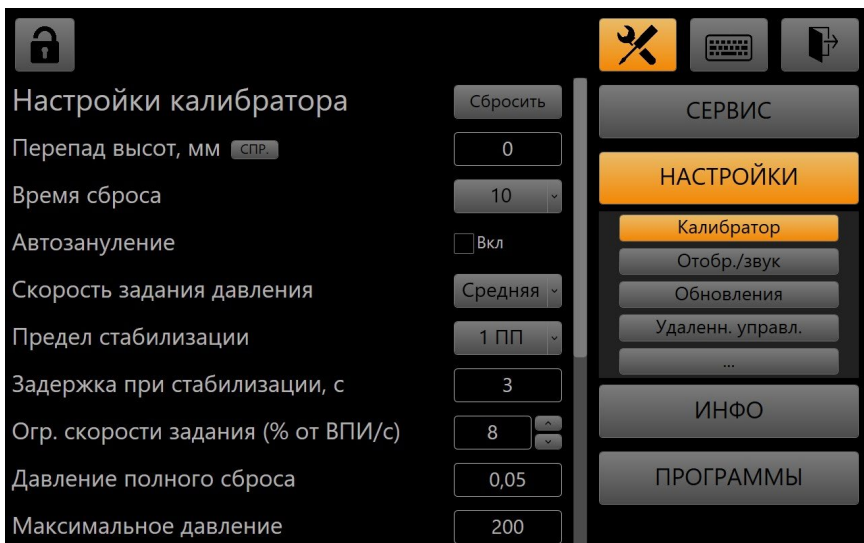 Настройки калибратора
Сбросить
Перепад высот, мм СПР.
0
Время сброса
10
Автозануление
Вкл
Скорость задания давления
Средняя
Предел стабилизации
1 ПП
Задержка при стабилизации, с
3
Огр. скорости задания (% от ВПИ/с)
8
Давление полного сброса
0,05
Максимальное давление
200
СЕРВИС
НАСТРОЙКИ
Калибратор
Отобр./звук
Обновления
Удаленн. управл.
...
ИНФО
ПРОГРАММЫ